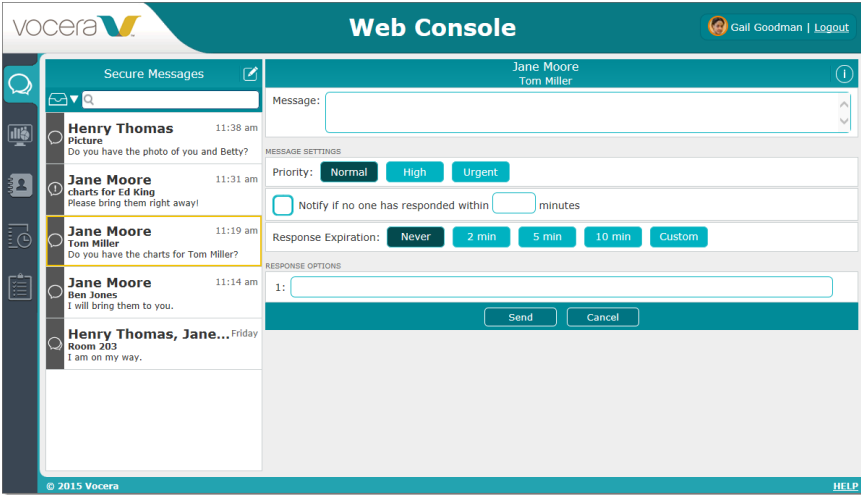 vocera
Web Console
Gail Goodman | Logout
Secure Messages
Henry Thomas 11:38 am
Picture
Do you have the photo of you and Betty?
Jane Moore 11:31 am
charts for Ed King
Please bring them right away!
Jane Moore 11:19 am
Tom Miller
Do you have the charts for Tom Miller?
Jane Moore 11:14 am
Ben Jones
I will bring them to you.
Henry Thomas, Jane... Friday
Room 203
I am on my way.
Jane Moore
Tom Miller
i
Message:
MESSAGE SETTINGS
Priority: Normal High Urgent
Notify if no one has responded within minutes
Response Expiration: Never 2 min 5 min 10 min Custom
RESPONSE OPTIONS
1:
Send Cancel
© 2015 Vocera
HELP